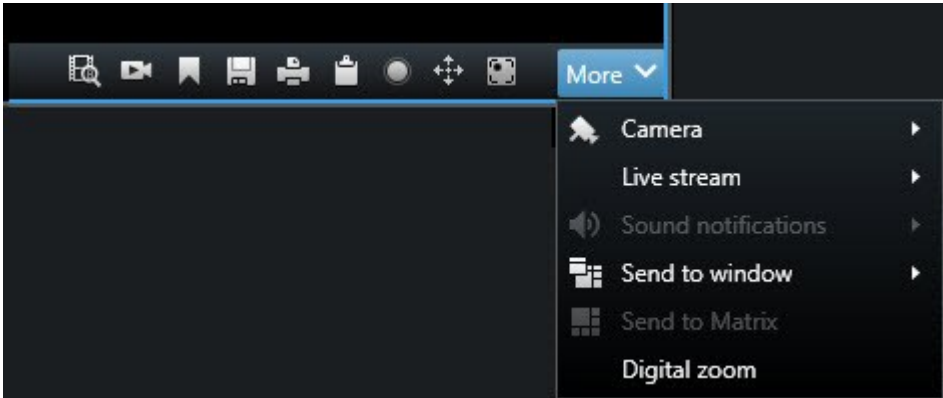 More
Camera
Live stream
Sound notifications
Send to window
Send to Matrix
Digital zoom